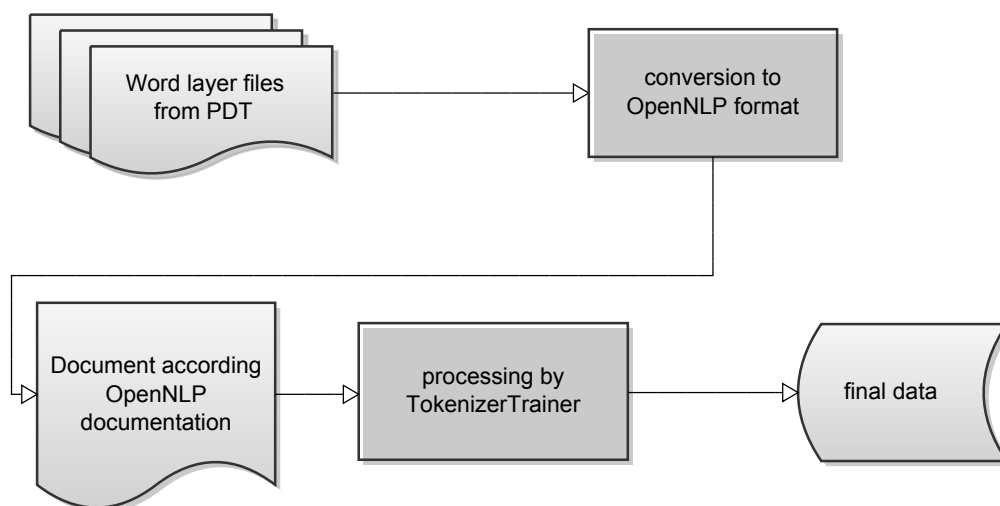 Word layer files
from PDT
conversion to
OpenNLP format
Document according
OpenNLP
documentation
processing by
TokenizerTrainer
final data